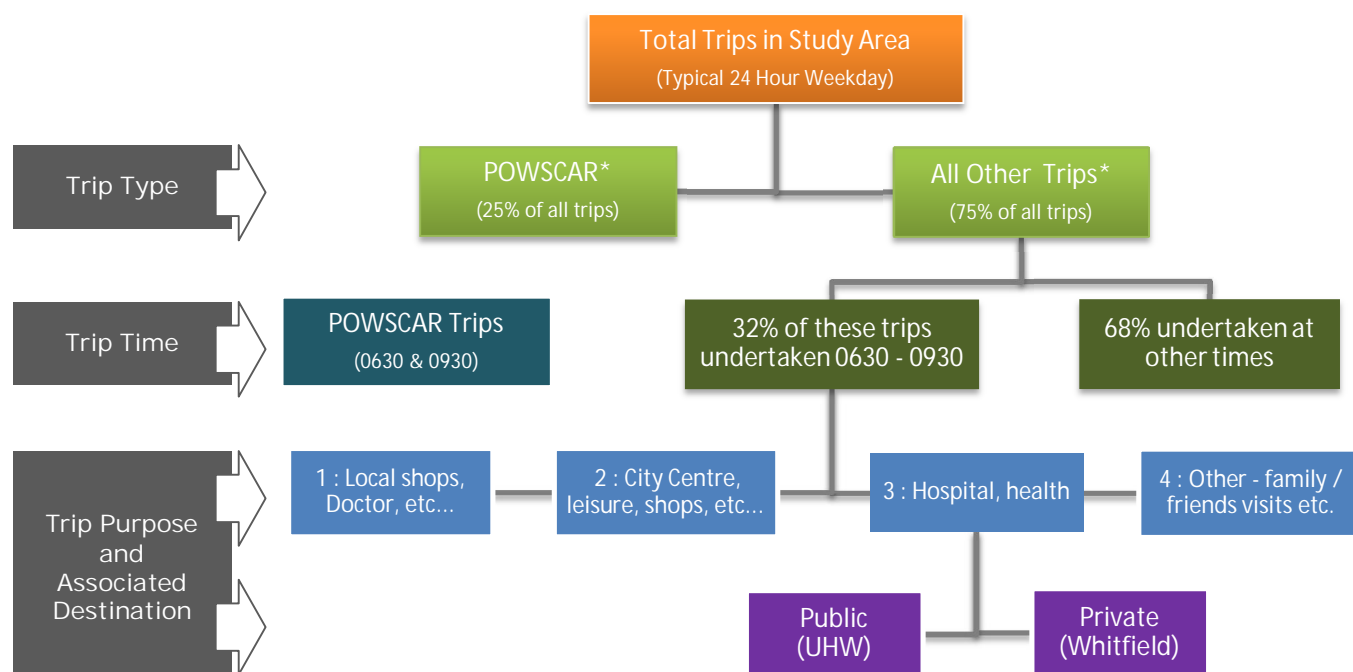 Total Trips in Study Area
(Typical 24 Hour Weekday)
Trip Type
POWSCAR*
(25% of all trips)
All Other Trips*
(75% of all trips)
Trip Time
POWSCAR Trips
(0630 & 0930)
32% of these trips
undertaken 0630 - 0930
68% undertaken at
other times
Trip Purpose
and
Associated
Destination
1 : Local shops,
Doctor, etc...
2 : City Centre,
leisure, shops, etc...
3 : Hospital, health
4 : Other - family /
friends visits etc.
Public
(UHW)
Private
(Whitfield)